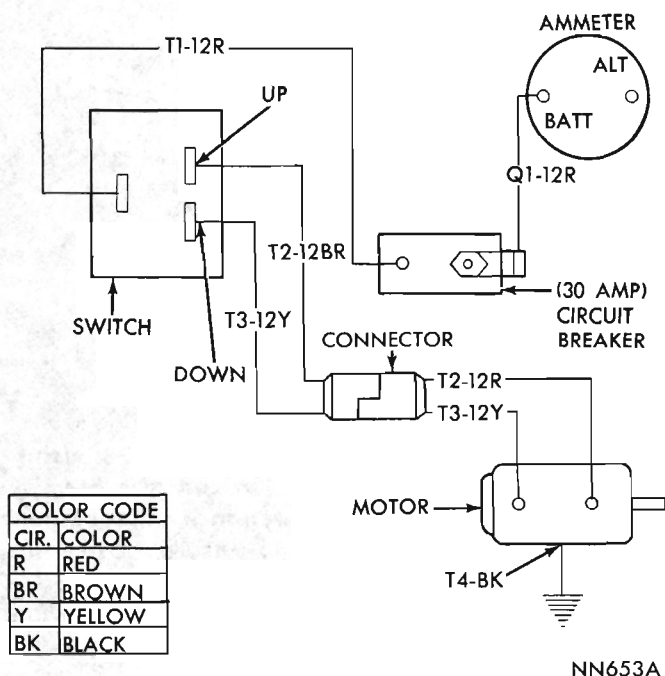 AMMETER
T1-12R
ALT
UP
BATT
Q1-12R
T2-12BR
(30 AMP)
CIRCUIT
BREAKER
SWITCH
T3-12Y
CONNECTOR
DOWN
T2-12R
T3-12Y
MOTOR
T4-BK
COLOR CODE
CIR. COLOR
R RED
BR BROWN
Y YELLOW
BK BLACK
NN653A